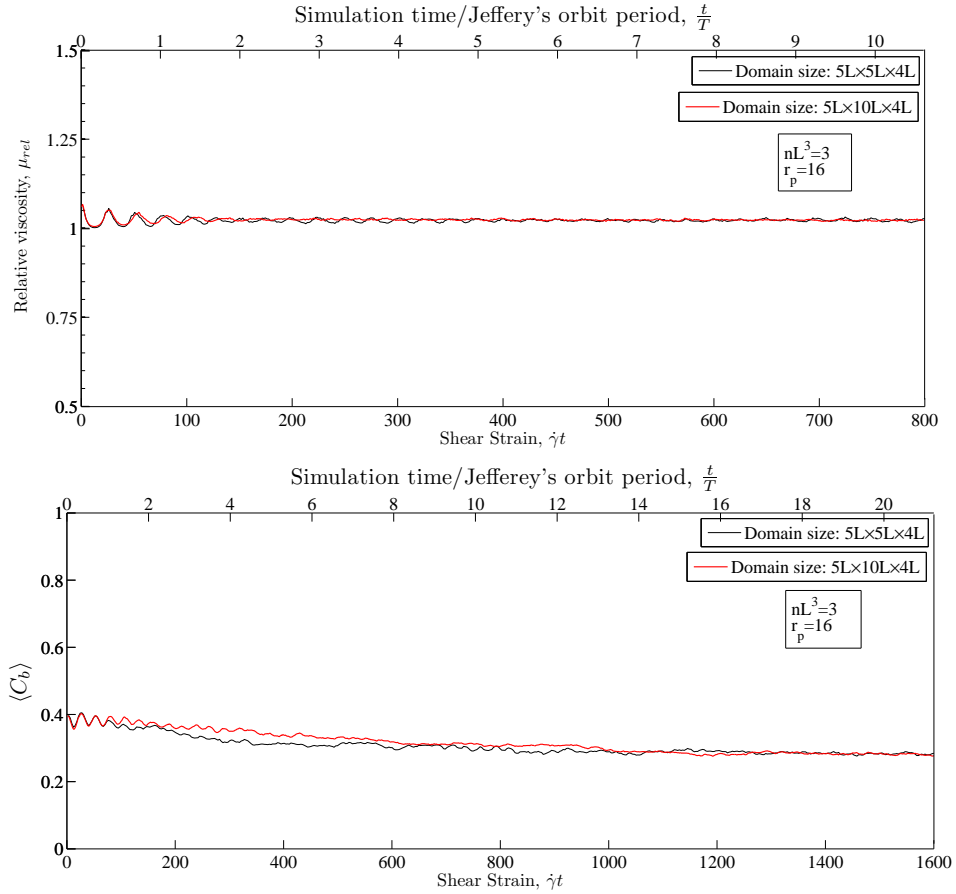 Simulation time/Jeffery's orbit period, t/T
0 1 2 3 4 5 6 7 8 9 10
1.5
1.25
1
0.75
0.5
Relative viscosity, μrel
Domain size: 5L×5L×4L
Domain size: 5L×10L×4L
nL^3=3
r_p=16
0 100 200 300 400 500 600 700 800
Shear Strain, γ̇t
Simulation time/Jefferey's orbit period, t/T
0 2 4 6 8 10 12 14 16 18 20
1
0.8
0.6
0.4
0.2
0
⟨C_b⟩
Domain size: 5L×5L×4L
Domain size: 5L×10L×4L
nL^3=3
r_p=16
0 200 400 600 800 1000 1200 1400 1600
Shear Strain, γ̇t